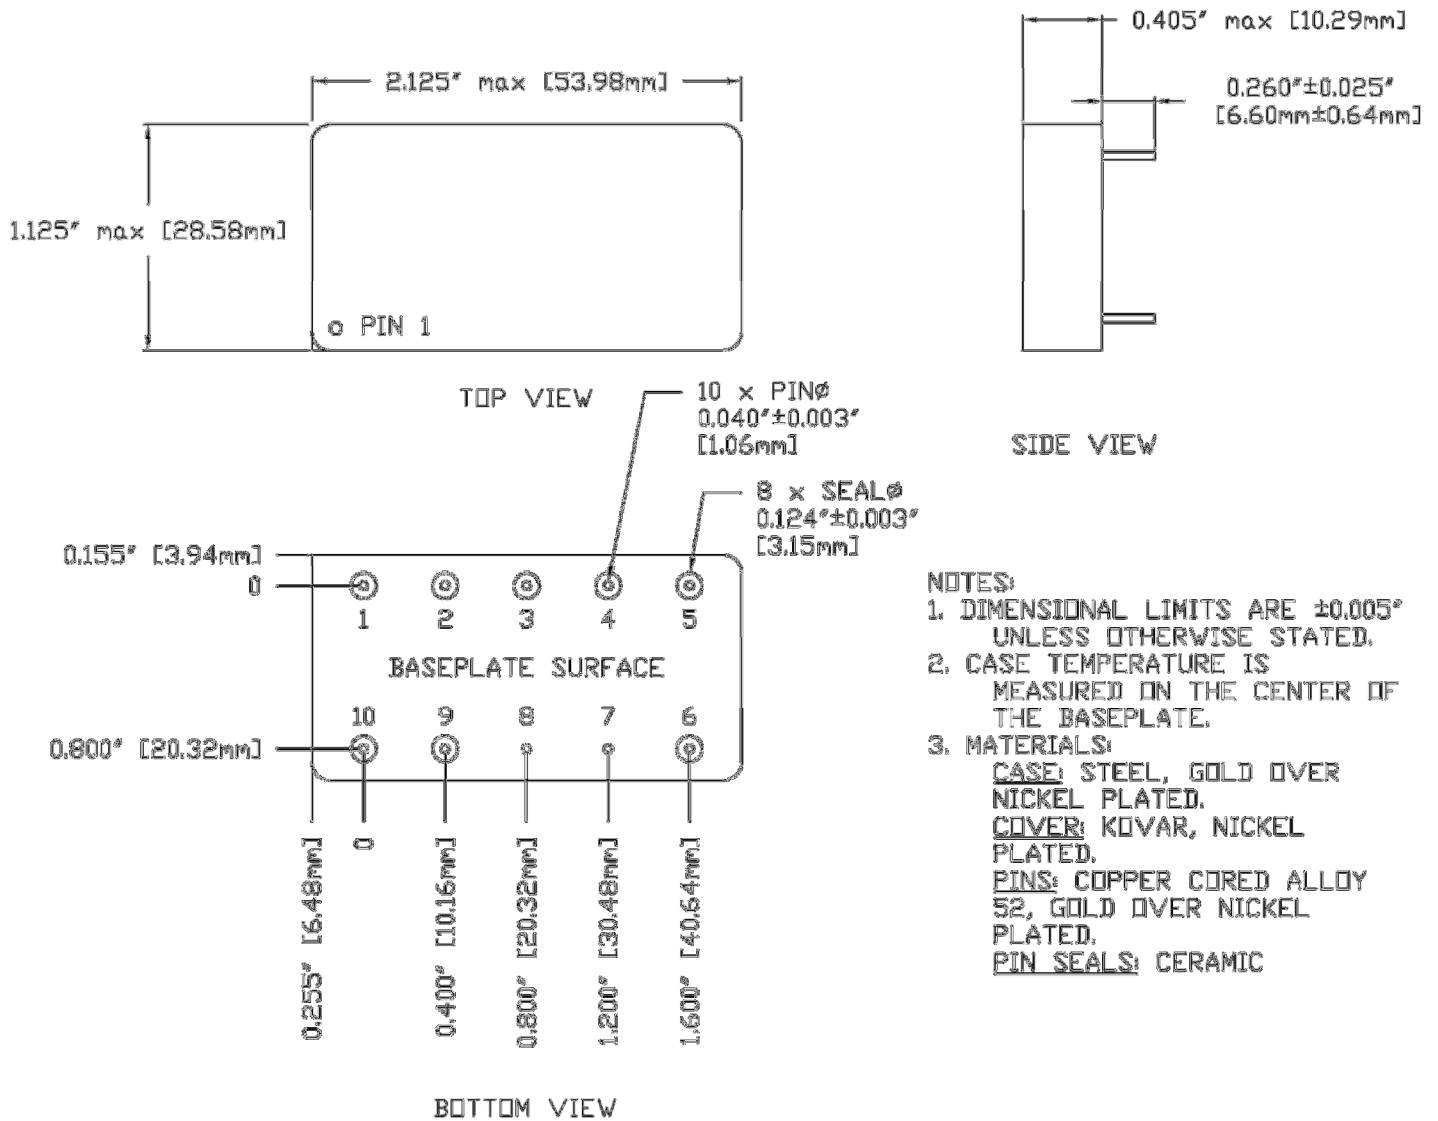 0.405" max [10.29mm]
2.125" max [53.98mm]
0.260"±0.025"
[6.60mm±0.64mm]
1.125" max [28.58mm]
PIN 1
TOP VIEW
10 x PINø
0.040"±0.003"
[1.06mm]
SIDE VIEW
8 x SEALø
0.124"±0.003"
[3.15mm]
0.155" [3.94mm]
0
1 2 3 4 5
BASEPLATE SURFACE
10 9 8 7 6
0.800" [20.32mm]
0.255" [6.48mm]
0
0.400" [10.16mm]
0.800" [20.32mm]
1.200" [30.48mm]
1.600" [40.64mm]
BOTTOM VIEW
NOTES:
1. DIMENSIONAL LIMITS ARE ±0.005"
UNLESS OTHERWISE STATED.
2. CASE TEMPERATURE IS
MEASURED ON THE CENTER OF
THE BASEPLATE.
3. MATERIALS:
CASE: STEEL, GOLD OVER
NICKEL PLATED.
COVER: KOVAR, NICKEL
PLATED.
PINS: COPPER CORED ALLOY
52, GOLD OVER NICKEL
PLATED.
PIN SEALS: CERAMIC